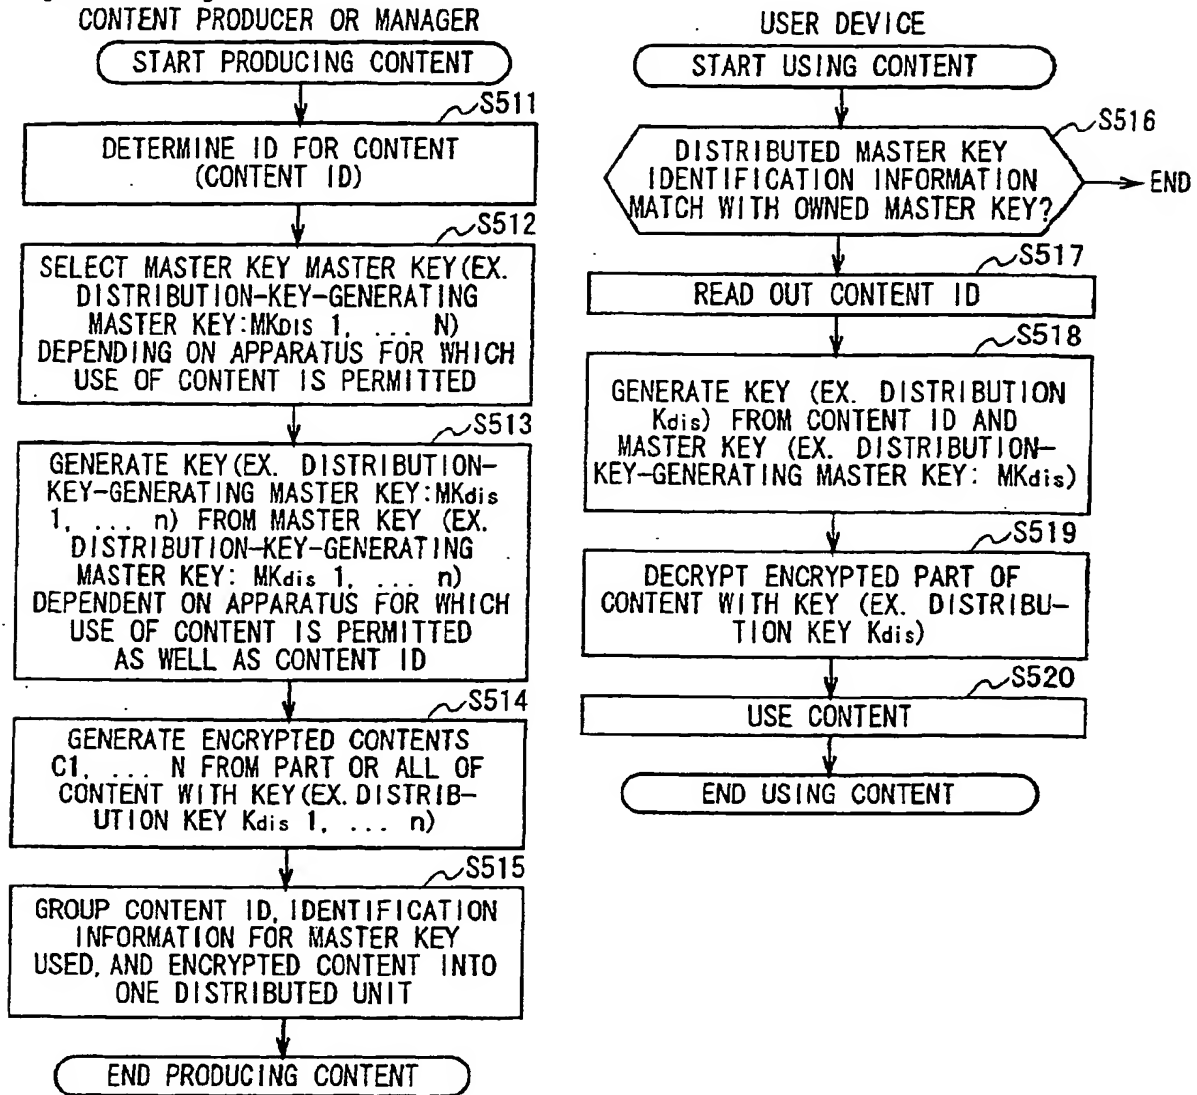 CONTENT PRODUCER OR MANAGER
START PRODUCING CONTENT
S511
DETERMINE ID FOR CONTENT
(CONTENT ID)
S512
SELECT MASTER KEY MASTER KEY(EX.
DISTRIBUTION-KEY-GENERATING
MASTER KEY:MKDIS 1, ... N)
DEPENDING ON APPARATUS FOR WHICH
USE OF CONTENT IS PERMITTED
S513
GENERATE KEY(EX. DISTRIBUTION-
KEY-GENERATING MASTER KEY:MKdis
1, ... n) FROM MASTER KEY (EX.
DISTRIBUTION-KEY-GENERATING
MASTER KEY: MKdis 1, ... n)
DEPENDENT ON APPARATUS FOR WHICH
USE OF CONTENT IS PERMITTED
AS WELL AS CONTENT ID
S514
GENERATE ENCRYPTED CONTENTS
C1, ... N FROM PART OR ALL OF
CONTENT WITH KEY(EX. DISTRIB-
UTION KEY Kdis 1, ... n)
S515
GROUP CONTENT ID, IDENTIFICATION
INFORMATION FOR MASTER KEY
USED, AND ENCRYPTED CONTENT INTO
ONE DISTRIBUTED UNIT
END PRODUCING CONTENT
USER DEVICE
START USING CONTENT
S516
DISTRIBUTED MASTER KEY
IDENTIFICATION INFORMATION
MATCH WITH OWNED MASTER KEY?
END
S517
READ OUT CONTENT ID
S518
GENERATE KEY (EX. DISTRIBUTION
Kdis) FROM CONTENT ID AND
MASTER KEY (EX. DISTRIBUTION-
KEY-GENERATING MASTER KEY: MKdis)
S519
DECRYPT ENCRYPTED PART OF
CONTENT WITH KEY (EX. DISTRIBU-
TION KEY Kdis)
S520
USE CONTENT
END USING CONTENT